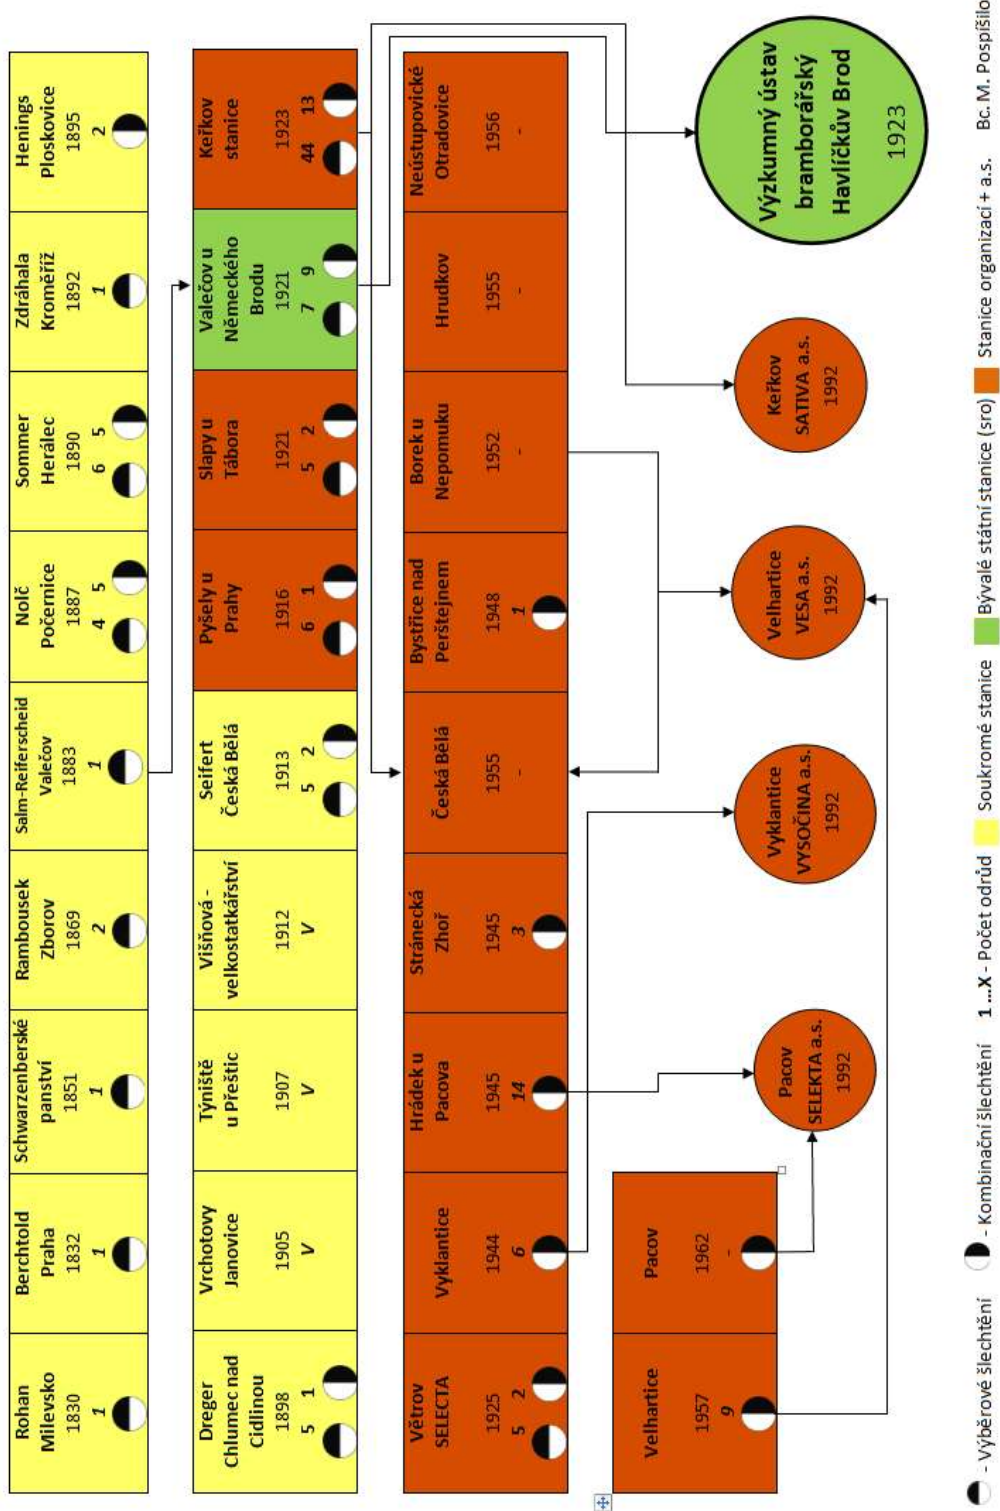 Rohan
Milevsko
1830
1
Berchtold
Praha
1832
1
Schwarzenberské
panství
1851
1
Rambousek
Zborov
1869
2
Salm-Reiferscheid
Valečov
1883
1
Nolč
Počernice
1887
4 5
Sommer
Herálec
1890
6 5
Zdráhala
Kroměříž
1892
1
Henings
Ploskovice
1895
2
Dreger
Chlumec nad
Cidlinou
1898
5 1
Vrchotovy
Janovice
1905
V
Týniště
u Přeštic
1907
V
Višňová -
velkostatkářství
1912
V
Seifert
Česká Bělá
1913
5 2
Pyšely u
Prahy
1916
6 1
Slapy u
Tábora
1921
5 2
Valečov u
Německého
Brodu
1921
7 9
Keřkov
stanice
1923
44 13
Větrov
SELECTA
1925
5 2
Vyklantice
1944
6
Hrádek u
Pacova
1945
14
Stránecká
Zhoř
1945
3
Česká Bělá
1955
-
Bystřice nad
Perštejnem
1948
1
Borek u
Nepomuku
1952
-
Hrudkov
1955
-
Neústupovické
Otradovice
1956
-
Velhartice
1957
9
Pacov
1962
-
Pacov
SELEKTA a.s.
1992
Vyklantice
VYSOČINA a.s.
1992
Velhartice
VESA a.s.
1992
Keřkov
SATIVA a.s.
1992
Výzkumný ústav
bramborářský
Havlíčkův Brod
1923
- Výběrové šlechtění - Kombinační šlechtění 1 ...X - Počet odrůd Soukromé stanice Bývalé státní stanice (sro) Stanice organizací + a.s. Bc. M. Pospíšilo